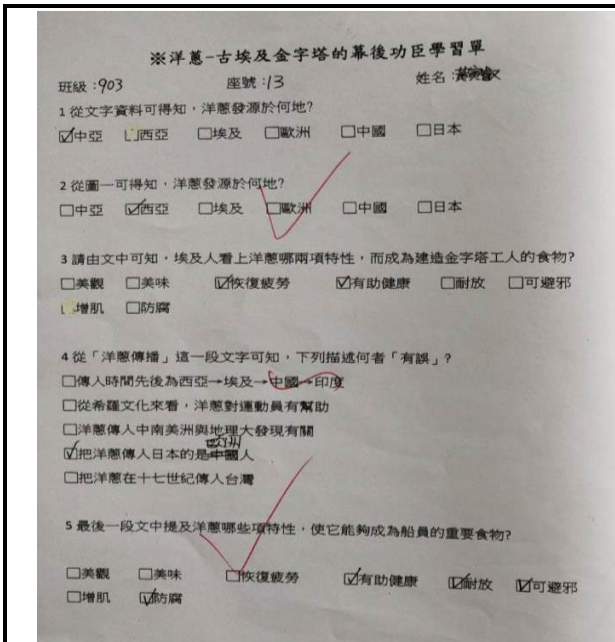 ※洋蔥-古埃及金字塔的幕後功臣學習單
班級:903 座號:13 姓名:
1 從文字資料可得知，洋蔥發源於何地?
☑中亞 □西亞 □埃及 □歐洲 □中國 □日本
2 從圖一可得知，洋蔥發源於何地?
□中亞 ☑西亞 □埃及 □歐洲 □中國 □日本
3 請由文中可知，埃及人看上洋蔥哪兩項特性，而成為建造金字塔工人的食物?
□美觀 □美味 ☑恢復疲勞 ☑有助健康 □耐放 □可避邪
□增肌 □防腐
4 從「洋蔥傳播」這一段文字可知，下列描述何者「有誤」?
□傳入時間先後為西亞→埃及→中國→印度
□從希羅文化來看，洋蔥對運動員有幫助
□洋蔥傳入中南美洲與地理大發現有關
歐洲
☑把洋蔥傳入日本的是中國人
□把洋蔥在十七世紀傳入台灣
5 最後一段文中提及洋蔥哪些項特性，使它能夠成為船員的重要食物?
□美觀 □美味 □恢復疲勞 ☑有助健康 ☑耐放 ☑可避邪
□增肌 ☑防腐